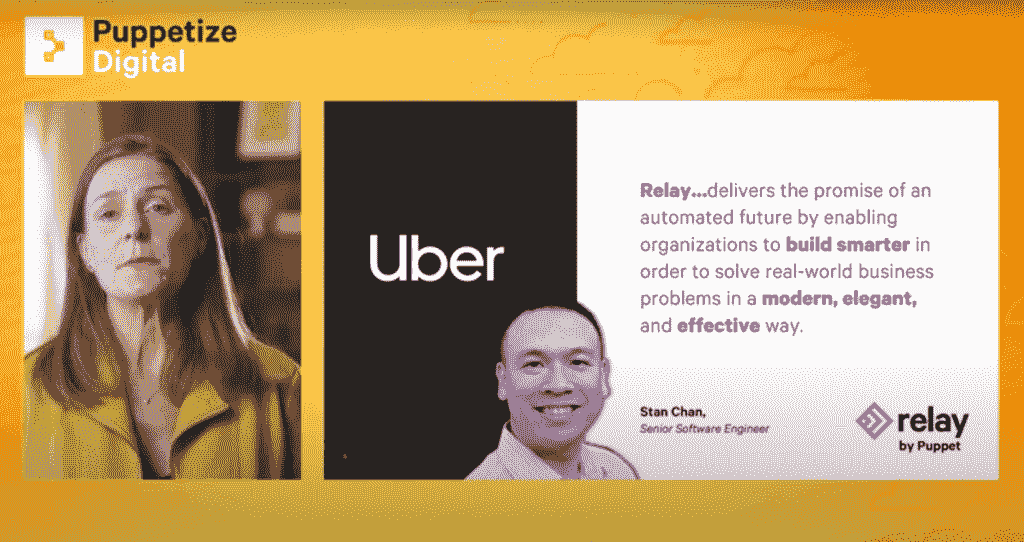 Puppetize
Digital
Uber
Relay...delivers the promise of an
automated future by enabling
organizations to build smarter in
order to solve real-world business
problems in a modern, elegant,
and effective way.
Stan Chan,
Senior Software Engineer
relay
by Puppet